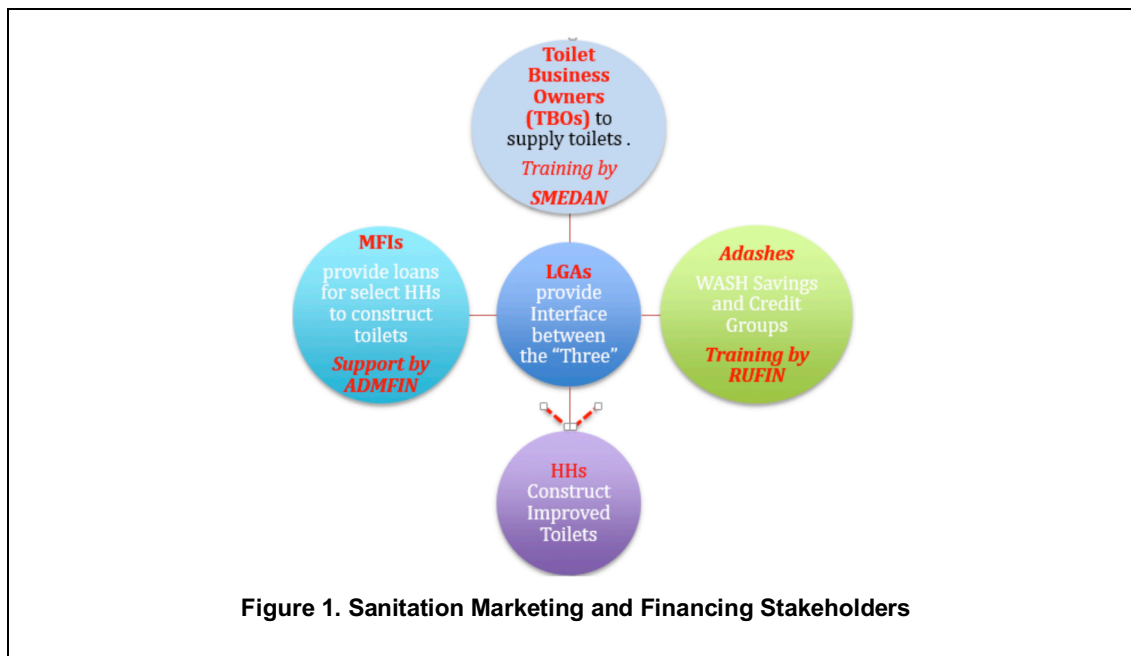 Toilet
Business
Owners
(TBOs) to
supply toilets .
Training by
SMEDAN
MFIs
provide loans
for select HHs
to construct
toilets
Support by
ADMFIN
LGAs
provide
Interface
between
the “Three”
Adashes
WASH Savings
and Credit
Groups
Training by
RUFIN
HHs
Construct
Improved
Toilets
Figure 1. Sanitation Marketing and Financing Stakeholders